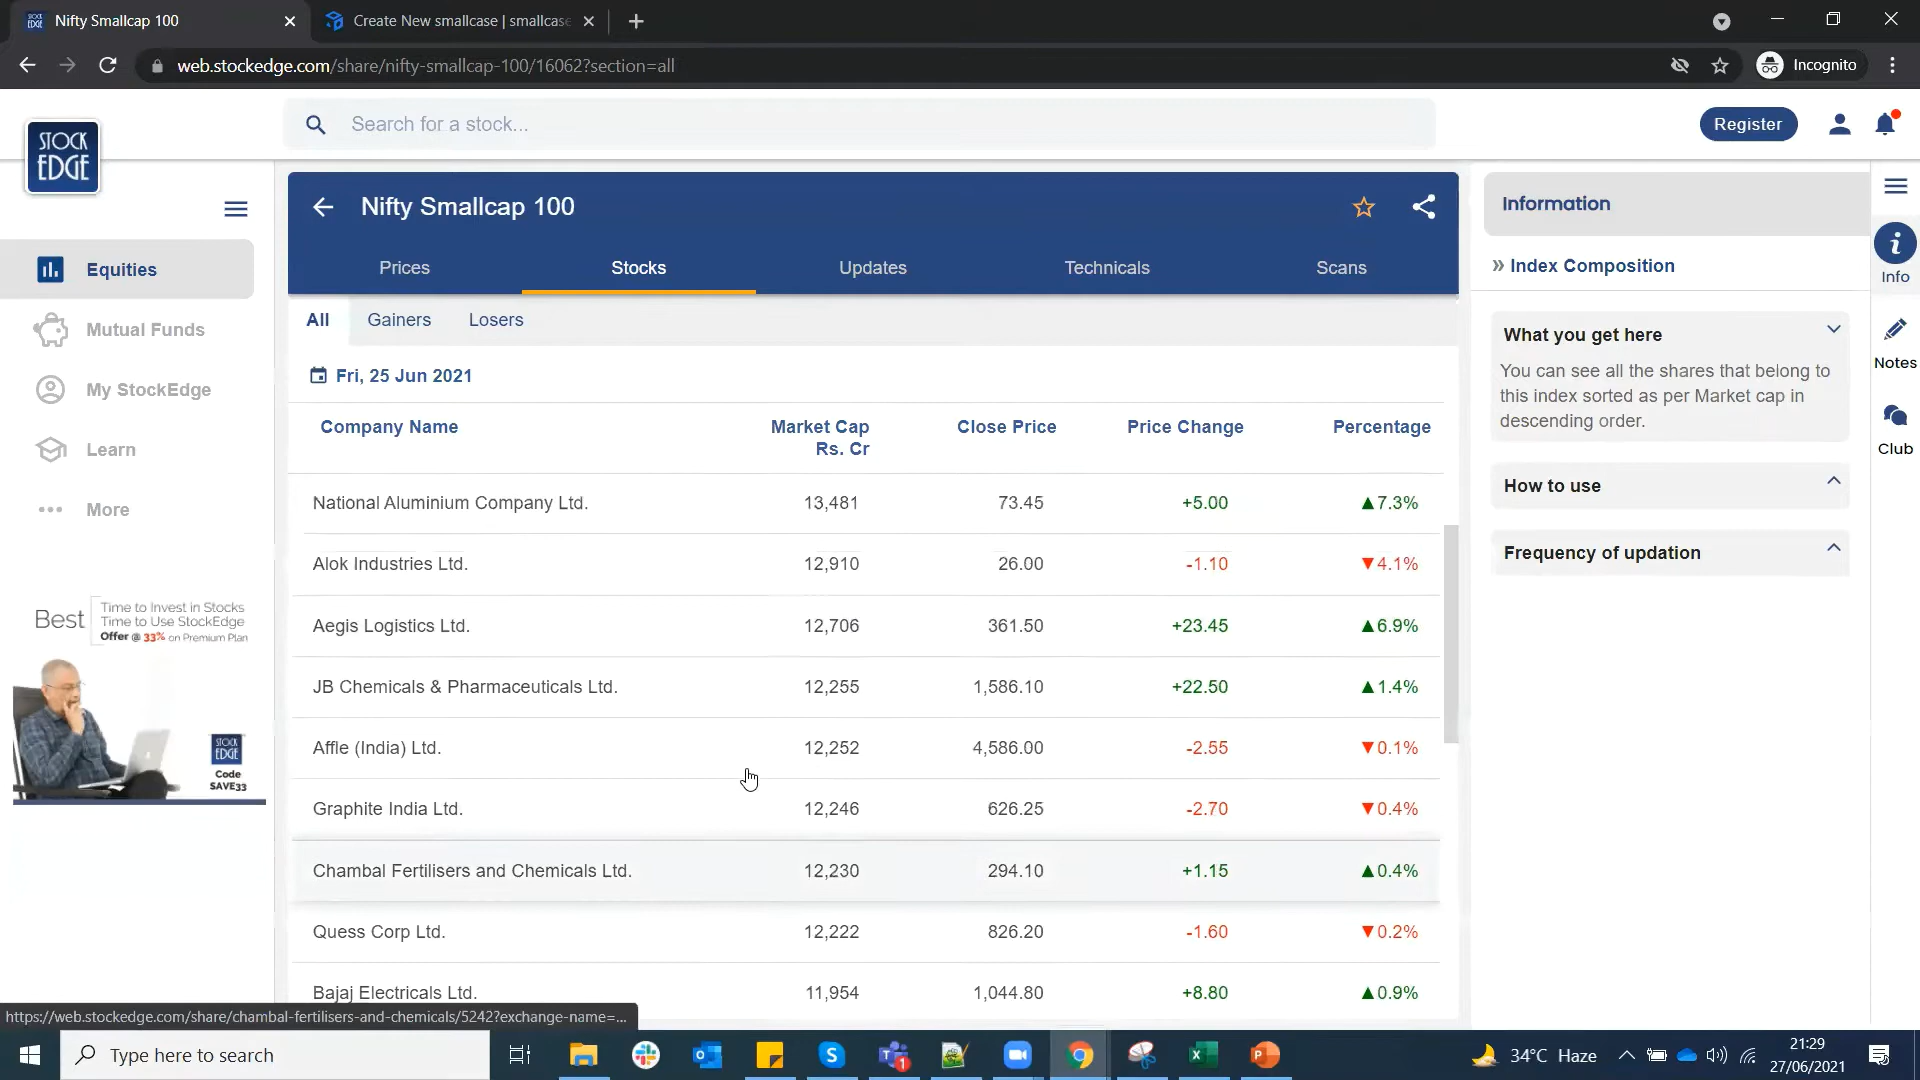 Nifty Smallcap 100
Create New smallcase | smallcase
web.stockedge.com/share/nifty-smallcap-100/16062?section=all
Incognito
STOCK
EDGE
Search for a stock...
Register
Nifty Smallcap 100
Information
Prices
Stocks
Updates
Technicals
Scans
Equities
Mutual Funds
My StockEdge
Learn
More
» Index Composition
Info
Notes
Club
All
Gainers
Losers
What you get here
You can see all the shares that belong to
this index sorted as per Market cap in
descending order.
How to use
Frequency of updation
Fri, 25 Jun 2021
Company Name Market Cap Rs. Cr Close Price Price Change Percentage
National Aluminium Company Ltd. 13,481 73.45 +5.00 ▲7.3%
Alok Industries Ltd. 12,910 26.00 -1.10 ▼4.1%
Aegis Logistics Ltd. 12,706 361.50 +23.45 ▲6.9%
JB Chemicals & Pharmaceuticals Ltd. 12,255 1,586.10 +22.50 ▲1.4%
Affle (India) Ltd. 12,252 4,586.00 -2.55 ▼0.1%
Graphite India Ltd. 12,246 626.25 -2.70 ▼0.4%
Chambal Fertilisers and Chemicals Ltd. 12,230 294.10 +1.15 ▲0.4%
Quess Corp Ltd. 12,222 826.20 -1.60 ▼0.2%
Bajaj Electricals Ltd. 11,954 1,044.80 +8.80 ▲0.9%
Best
Time to Invest in Stocks
Time to Use StockEdge
Offer @ 33% on Premium Plan
STOCK
EDGE
Code
SAVE33
https://web.stockedge.com/share/chambal-fertilisers-and-chemicals/5242?exchange-name=...
Type here to search
34°C Haze
21:29
27/06/2021